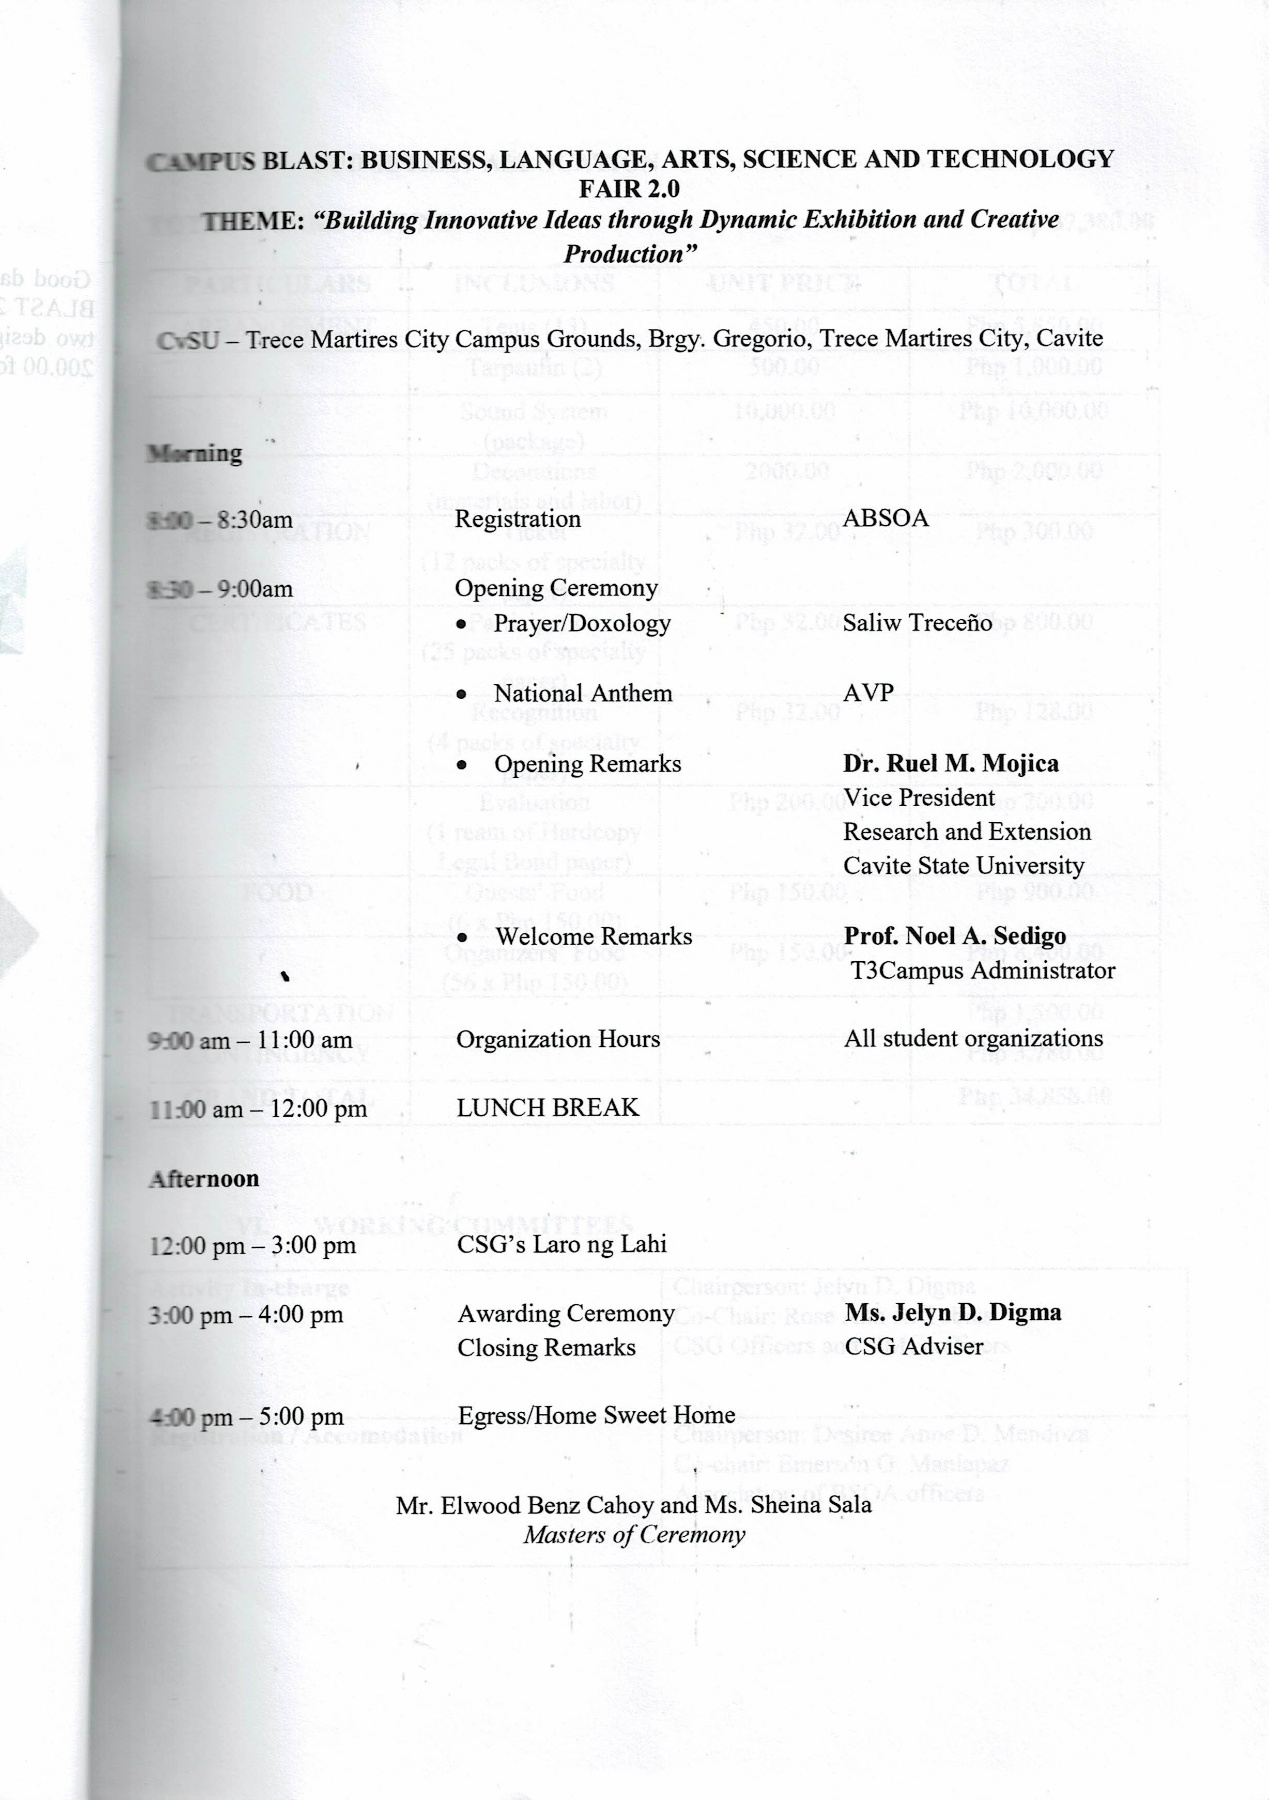 CAMPUS BLAST: BUSINESS, LANGUAGE, ARTS, SCIENCE AND TECHNOLOGY
FAIR 2.0
THEME: “Building Innovative Ideas through Dynamic Exhibition and Creative
Production”
CvSU – Trece Martires City Campus Grounds, Brgy. Gregorio, Trece Martires City, Cavite
Morning
8:00 – 8:30am Registration ABSOA
8:30 – 9:00am Opening Ceremony
• Prayer/Doxology Saliw Treceño
• National Anthem AVP
• Opening Remarks Dr. Ruel M. Mojica
Vice President
Research and Extension
Cavite State University
• Welcome Remarks Prof. Noel A. Sedigo
T3Campus Administrator
9:00 am – 11:00 am Organization Hours All student organizations
11:00 am – 12:00 pm LUNCH BREAK
Afternoon
12:00 pm – 3:00 pm CSG’s Laro ng Lahi
3:00 pm – 4:00 pm Awarding Ceremony Ms. Jelyn D. Digma
Closing Remarks CSG Adviser
4:00 pm – 5:00 pm Egress/Home Sweet Home
Mr. Elwood Benz Cahoy and Ms. Sheina Sala
Masters of Ceremony